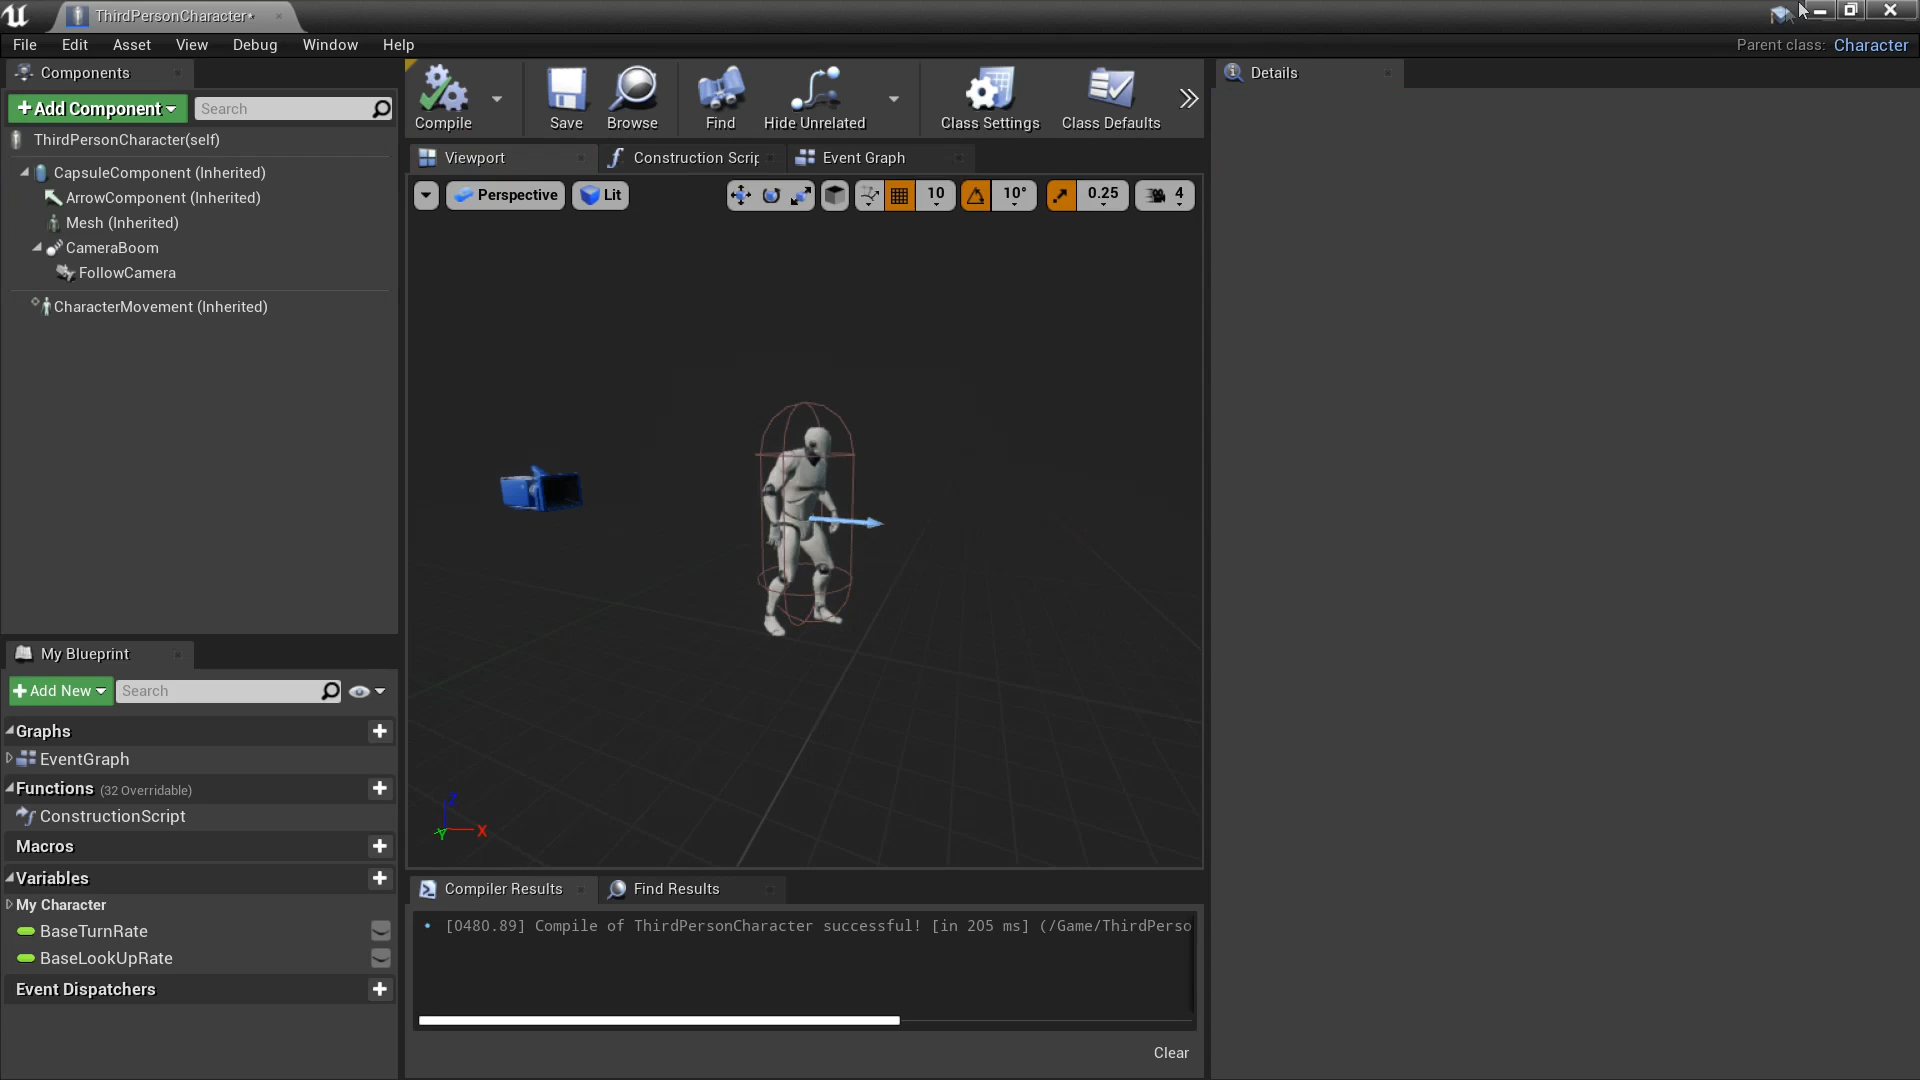 ThirdPersonCharacter*
File Edit Asset View Debug Window Help
Parent class: Character
Components
Add Component
Search
ThirdPersonCharacter(self)
CapsuleComponent (Inherited)
ArrowComponent (Inherited)
Mesh (Inherited)
CameraBoom
FollowCamera
CharacterMovement (Inherited)
My Blueprint
Add New
Search
Graphs
EventGraph
Functions (32 Overridable)
ConstructionScript
Macros
Variables
My Character
BaseTurnRate
BaseLookUpRate
Event Dispatchers
Compile Save Browse Find Hide Unrelated Class Settings Class Defaults
Viewport Construction Scrip Event Graph
Perspective Lit 10 10° 0.25 4
Z
Y X
Compiler Results Find Results
[0480.89] Compile of ThirdPersonCharacter successful! [in 205 ms] (/Game/ThirdPerso
Clear
Details